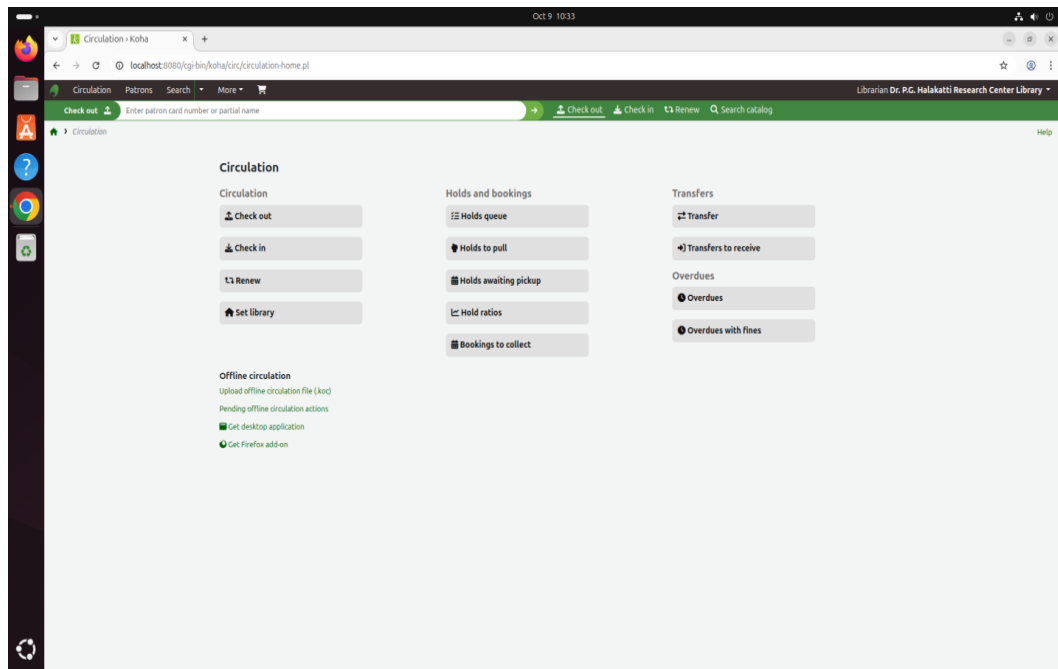 Oct 9 10:33
Circulation › Koha
localhost:8080/cgi-bin/koha/circ/circulation-home.pl
Circulation Patrons Search More
Librarian Dr. P.G. Halakatti Research Center Library
Check out Enter patron card number or partial name Check out Check in Renew Search catalog
Circulation
Help
Circulation
Circulation
Check out
Check in
Renew
Set library
Holds and bookings
Holds queue
Holds to pull
Holds awaiting pickup
Hold ratios
Bookings to collect
Transfers
Transfer
Transfers to receive
Overdues
Overdues
Overdues with fines
Offline circulation
Upload offline circulation file (.koc)
Pending offline circulation actions
Get desktop application
Get Firefox add-on